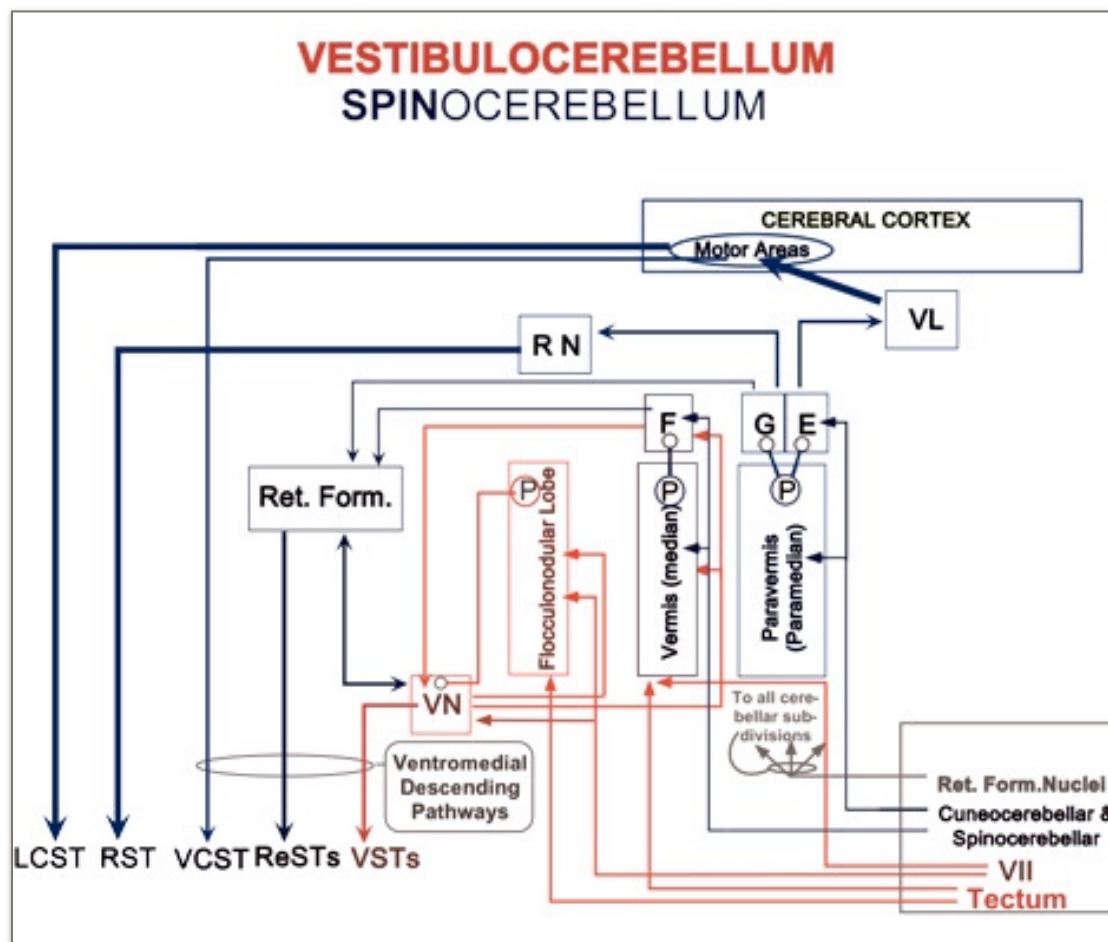 VESTIBULOCEREBELLUM
SPINOCEREBELLUM
CEREBRAL CORTEX
Motor Areas
VL
R N
F
G
E
Ret. Form.
P
P
P
Flocculonodular Lobe
Vermis (median)
Paravermis
(Paramedian)
VN
To all cere-
bellar sub-
divisions
Ventromedial
Descending
Pathways
Ret. Form.Nuclei
Cuneocerebellar &
Spinocerebellar
VII
Tectum
LCST
RST
VCST
ReSTs
VSTs